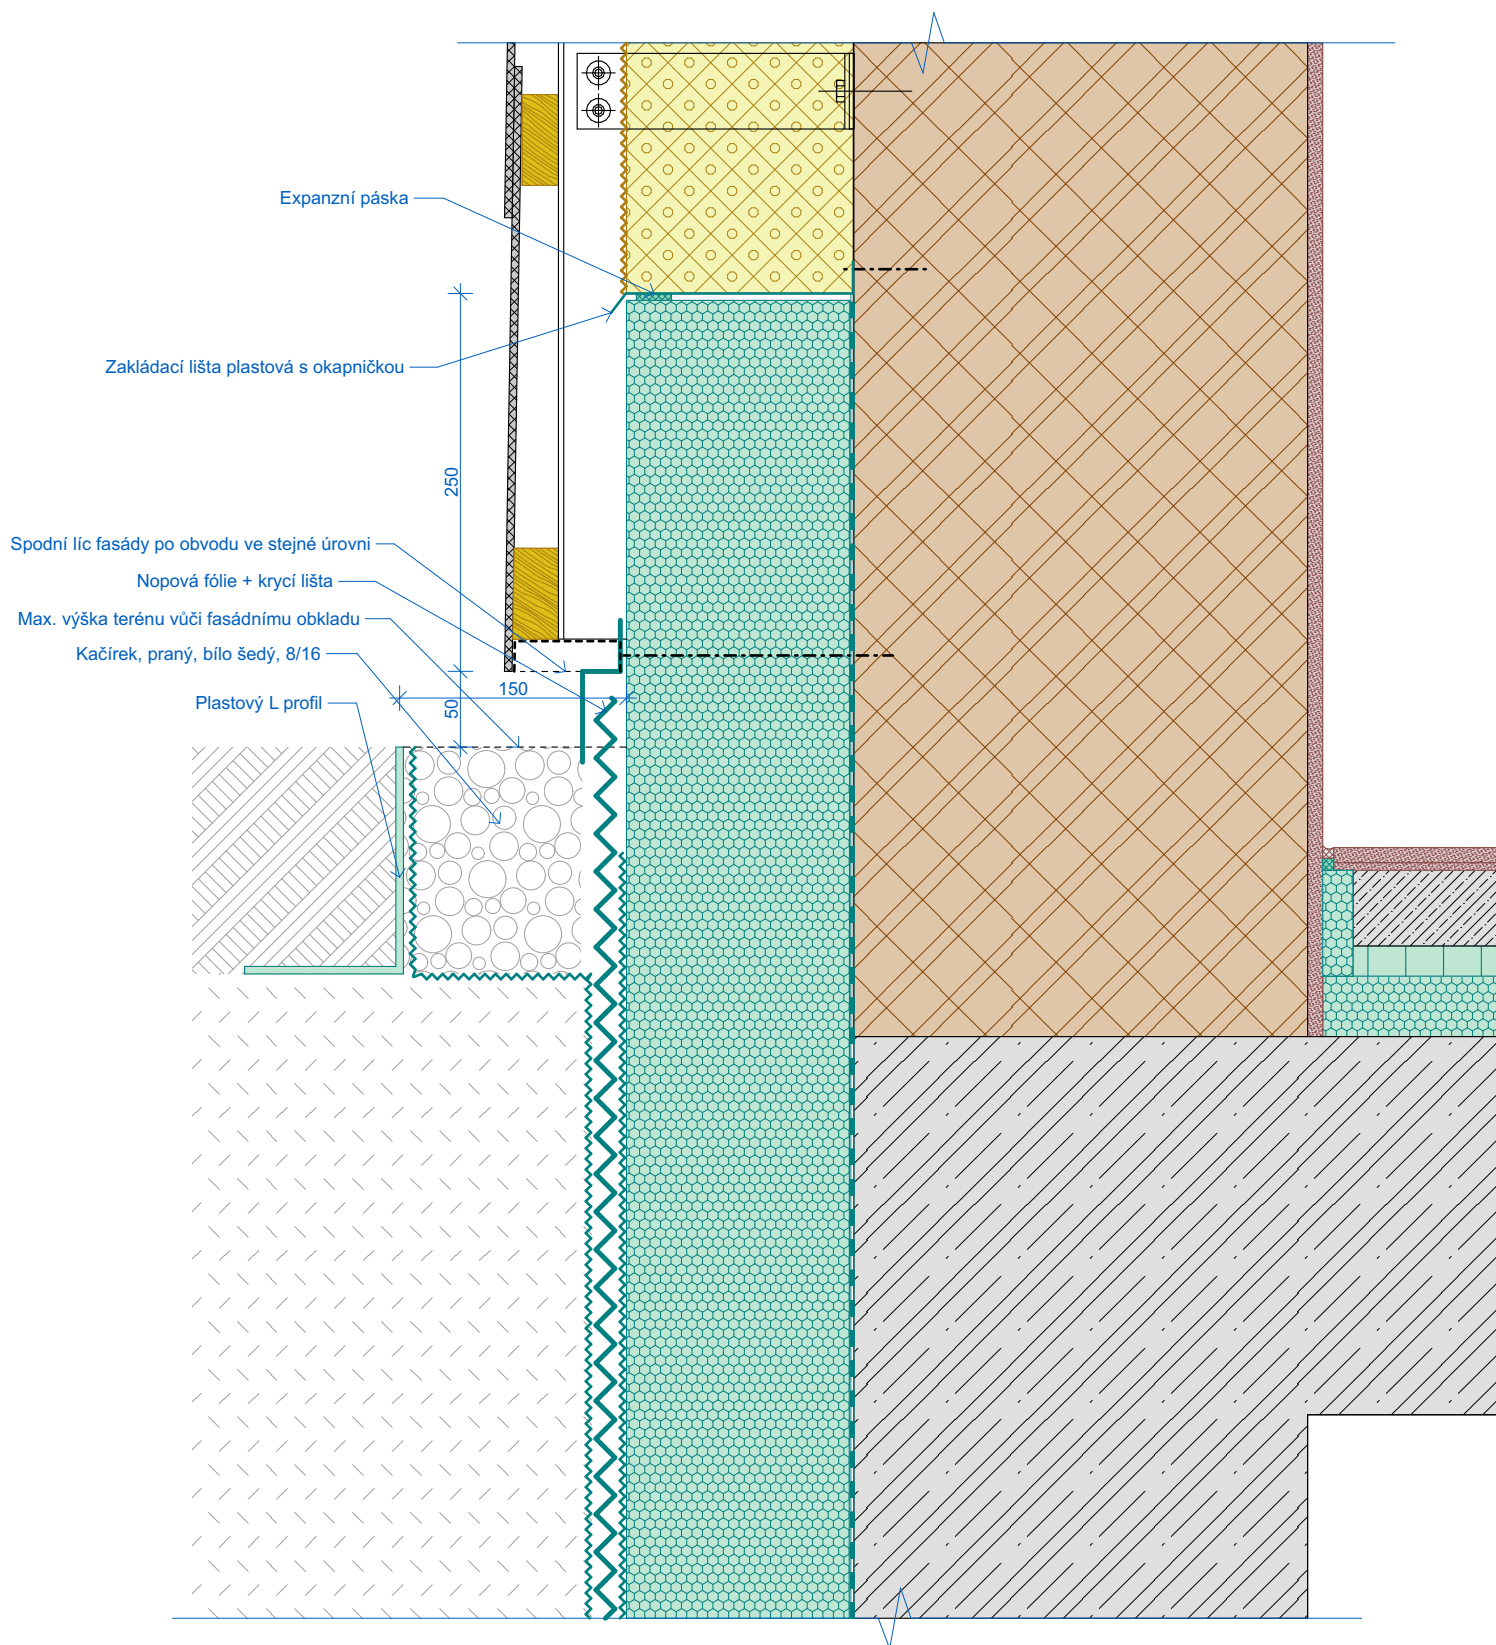 Expanzní páska
Zakládací lišta plastová s okapničkou
250
Spodní líc fasády po obvodu ve stejné úrovni
Nopová fólie + krycí lišta
Max. výška terénu vůči fasádnímu obkladu
Kačírek, praný, bílo šedý, 8/16
150
Plastový L profil
50